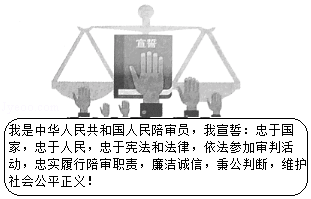 宣誓
我是中华人民共和国人民陪审员，我宣誓：忠于国
家，忠于人民，忠于宪法和法律，依法参加审判活
动，忠实履行陪审职责，廉洁诚信，秉公判断，维护
社会公平正义！